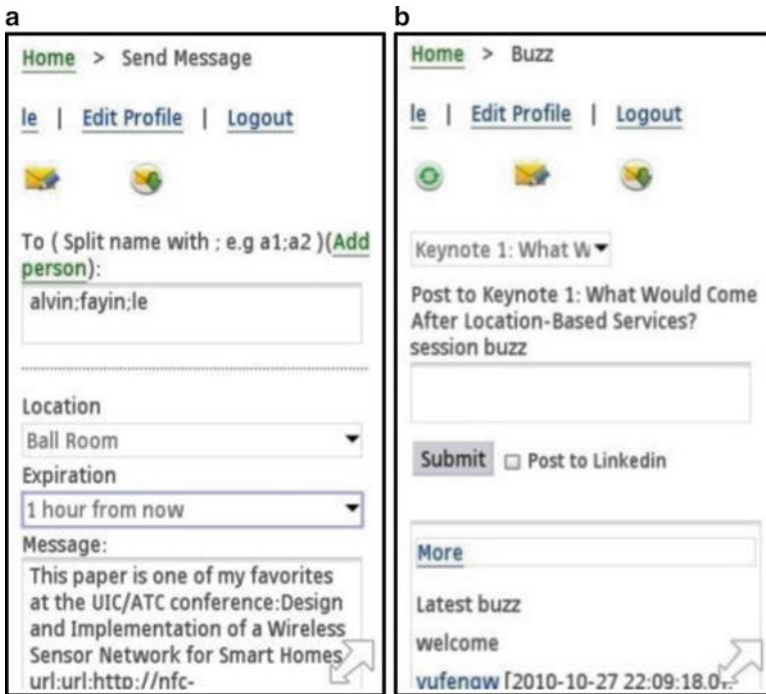 a
Home > Send Message
le | Edit Profile | Logout
To ( Split name with ; e.g a1;a2 )(Add
person):
alvin;fayin;le
Location
Ball Room
Expiration
1 hour from now
Message:
This paper is one of my favorites
at the UIC/ATC conference:Design
and Implementation of a Wireless
Sensor Network for Smart Homes
url:url:http://nfc-
b
Home > Buzz
le | Edit Profile | Logout
Keynote 1: What W
Post to Keynote 1: What Would Come
After Location-Based Services?
session buzz
Submit Post to Linkedin
More
Latest buzz
welcome
yufenaw [2010-10-27 22:09:18.0].